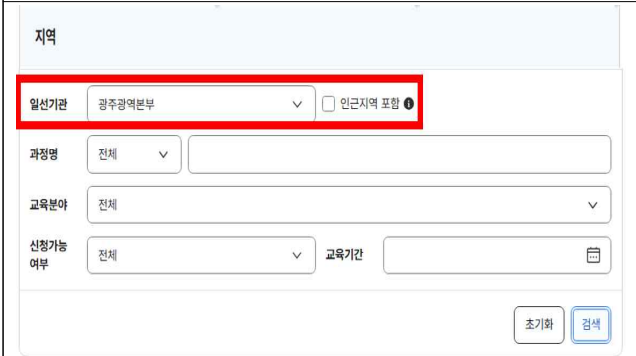 지역
일선기관 광주광역본부 인근지역 포함
과정명 전체
교육분야 전체
신청가능
여부 전체 교육기간
초기화 검색